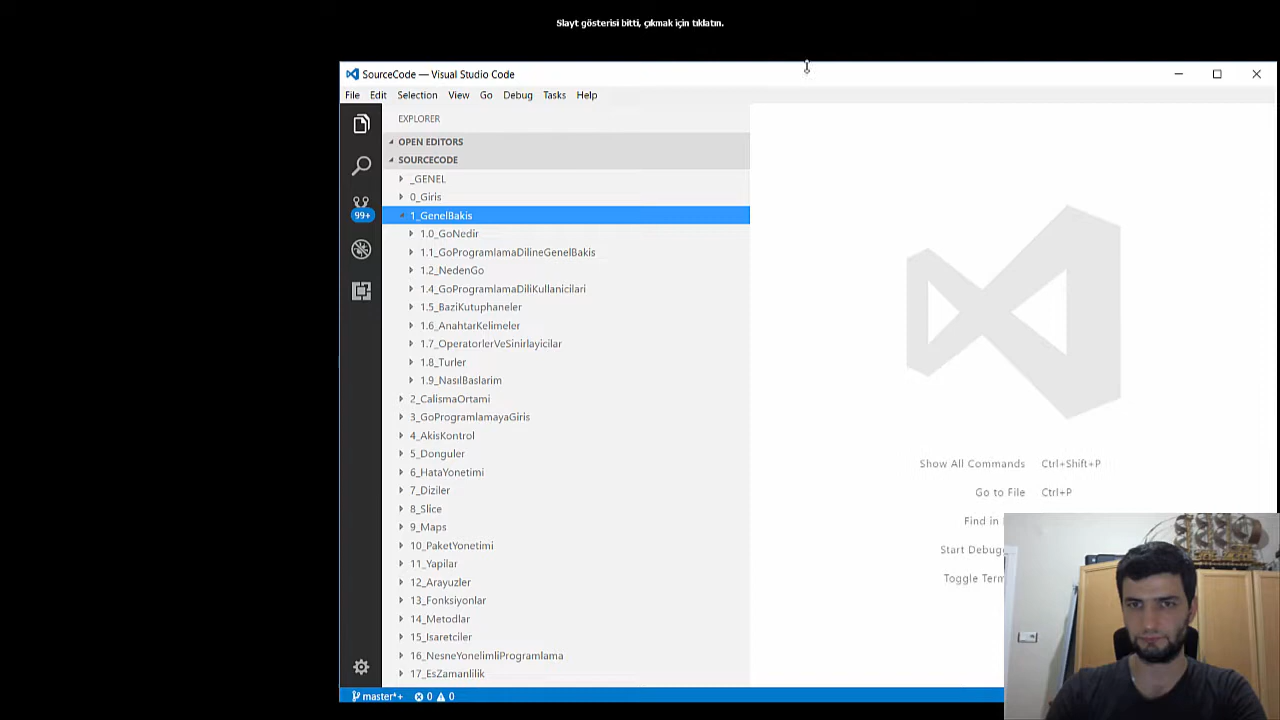 Slayt gösterisi bitti, çıkmak için tıklatın.
SourceCode — Visual Studio Code
File Edit Selection View Go Debug Tasks Help
EXPLORER
OPEN EDITORS
SOURCECODE
_GENEL
0_Giris
1_GenelBakis
1.0_GoNedir
1.1_GoProgramlamaDilineGenelBakis
1.2_NedenGo
1.4_GoProgramlamaDiliKullanicilari
1.5_BaziKutuphaneler
1.6_AnahtarKelimeler
1.7_OperatorlerVeSinirlayicilar
1.8_Turler
1.9_NasılBaslarim
2_CalismaOrtami
3_GoProgramlamayaGiris
4_AkisKontrol
5_Donguler
6_HataYonetimi
7_Diziler
8_Slice
9_Maps
10_PaketYonetimi
11_Yapilar
12_Arayuzler
13_Fonksiyonlar
14_Metodlar
15_Isaretciler
16_NesneYonelimliProgramlama
17_EsZamanlilik
99+
Show All Commands Ctrl+Shift+P
Go to File Ctrl+P
Find in
Start Debug
Toggle Term
master*+ 0 0